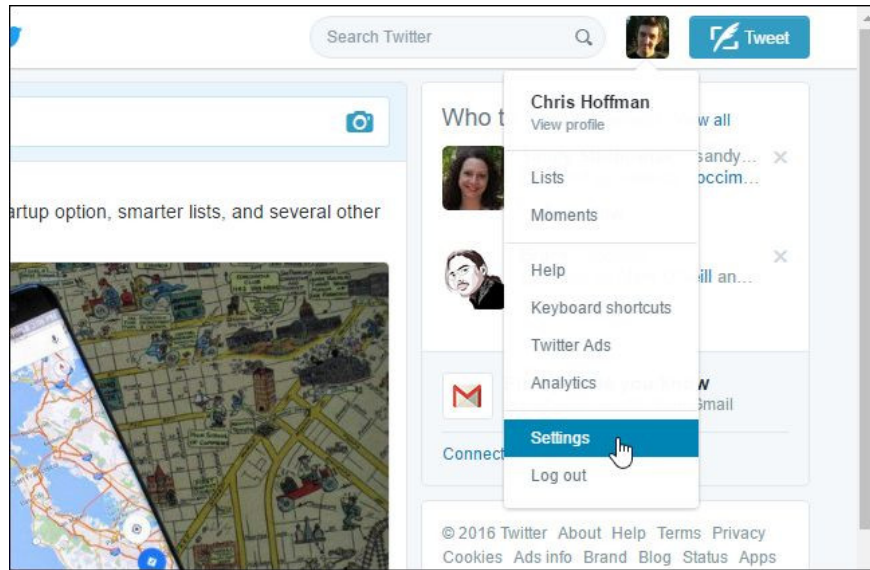 Search Twitter
Tweet
Who t
w all
Chris Hoffman
View profile
sandy...
occim...
Lists
Moments
artup option, smarter lists, and several other
Help
ill an...
Keyboard shortcuts
Twitter Ads
Analytics
w
Gmail
Settings
Connect
Log out
© 2016 Twitter About Help Terms Privacy
Cookies Ads info Brand Blog Status Apps